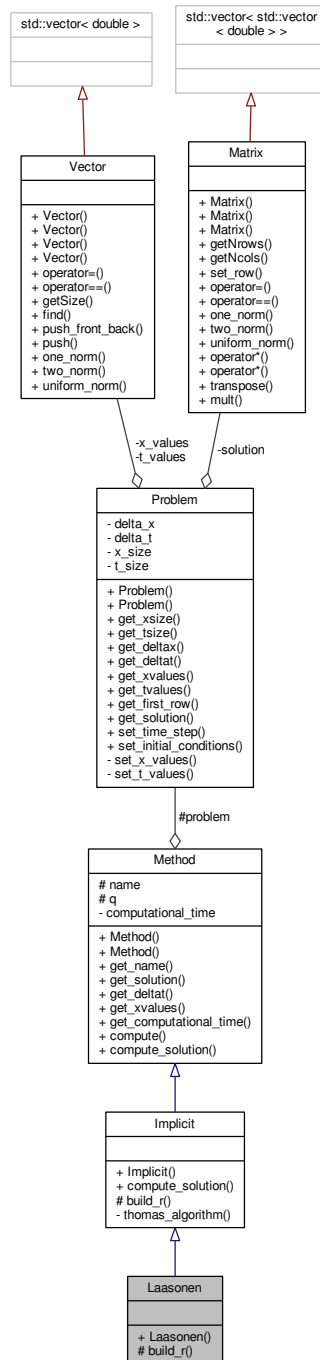 std::vector< double >
std::vector< std::vector
< double > >
Vector
+ Vector()
+ Vector()
+ Vector()
+ Vector()
+ operator=()
+ operator==()
+ getSize()
+ find()
+ push_front_back()
+ push()
+ one_norm()
+ two_norm()
+ uniform_norm()
Matrix
+ Matrix()
+ Matrix()
+ Matrix()
+ getNrows()
+ getNcols()
+ set_row()
+ operator=()
+ operator==()
+ one_norm()
+ two_norm()
+ uniform_norm()
+ operator*()
+ operator*()
+ transpose()
+ mult()
-x_values
-t_values
-solution
Problem
- delta_x
- delta_t
- x_size
- t_size
+ Problem()
+ Problem()
+ get_xsize()
+ get_tsize()
+ get_deltax()
+ get_deltat()
+ get_xvalues()
+ get_tvalues()
+ get_first_row()
+ get_solution()
+ set_time_step()
+ set_initial_conditions()
- set_x_values()
- set_t_values()
#problem
Method
# name
# q
- computational_time
+ Method()
+ Method()
+ get_name()
+ get_solution()
+ get_deltat()
+ get_xvalues()
+ get_computational_time()
+ compute()
+ compute_solution()
Implicit
+ Implicit()
+ compute_solution()
# build_r()
- thomas_algorithm()
Laasonen
+ Laasonen()
# build_r()